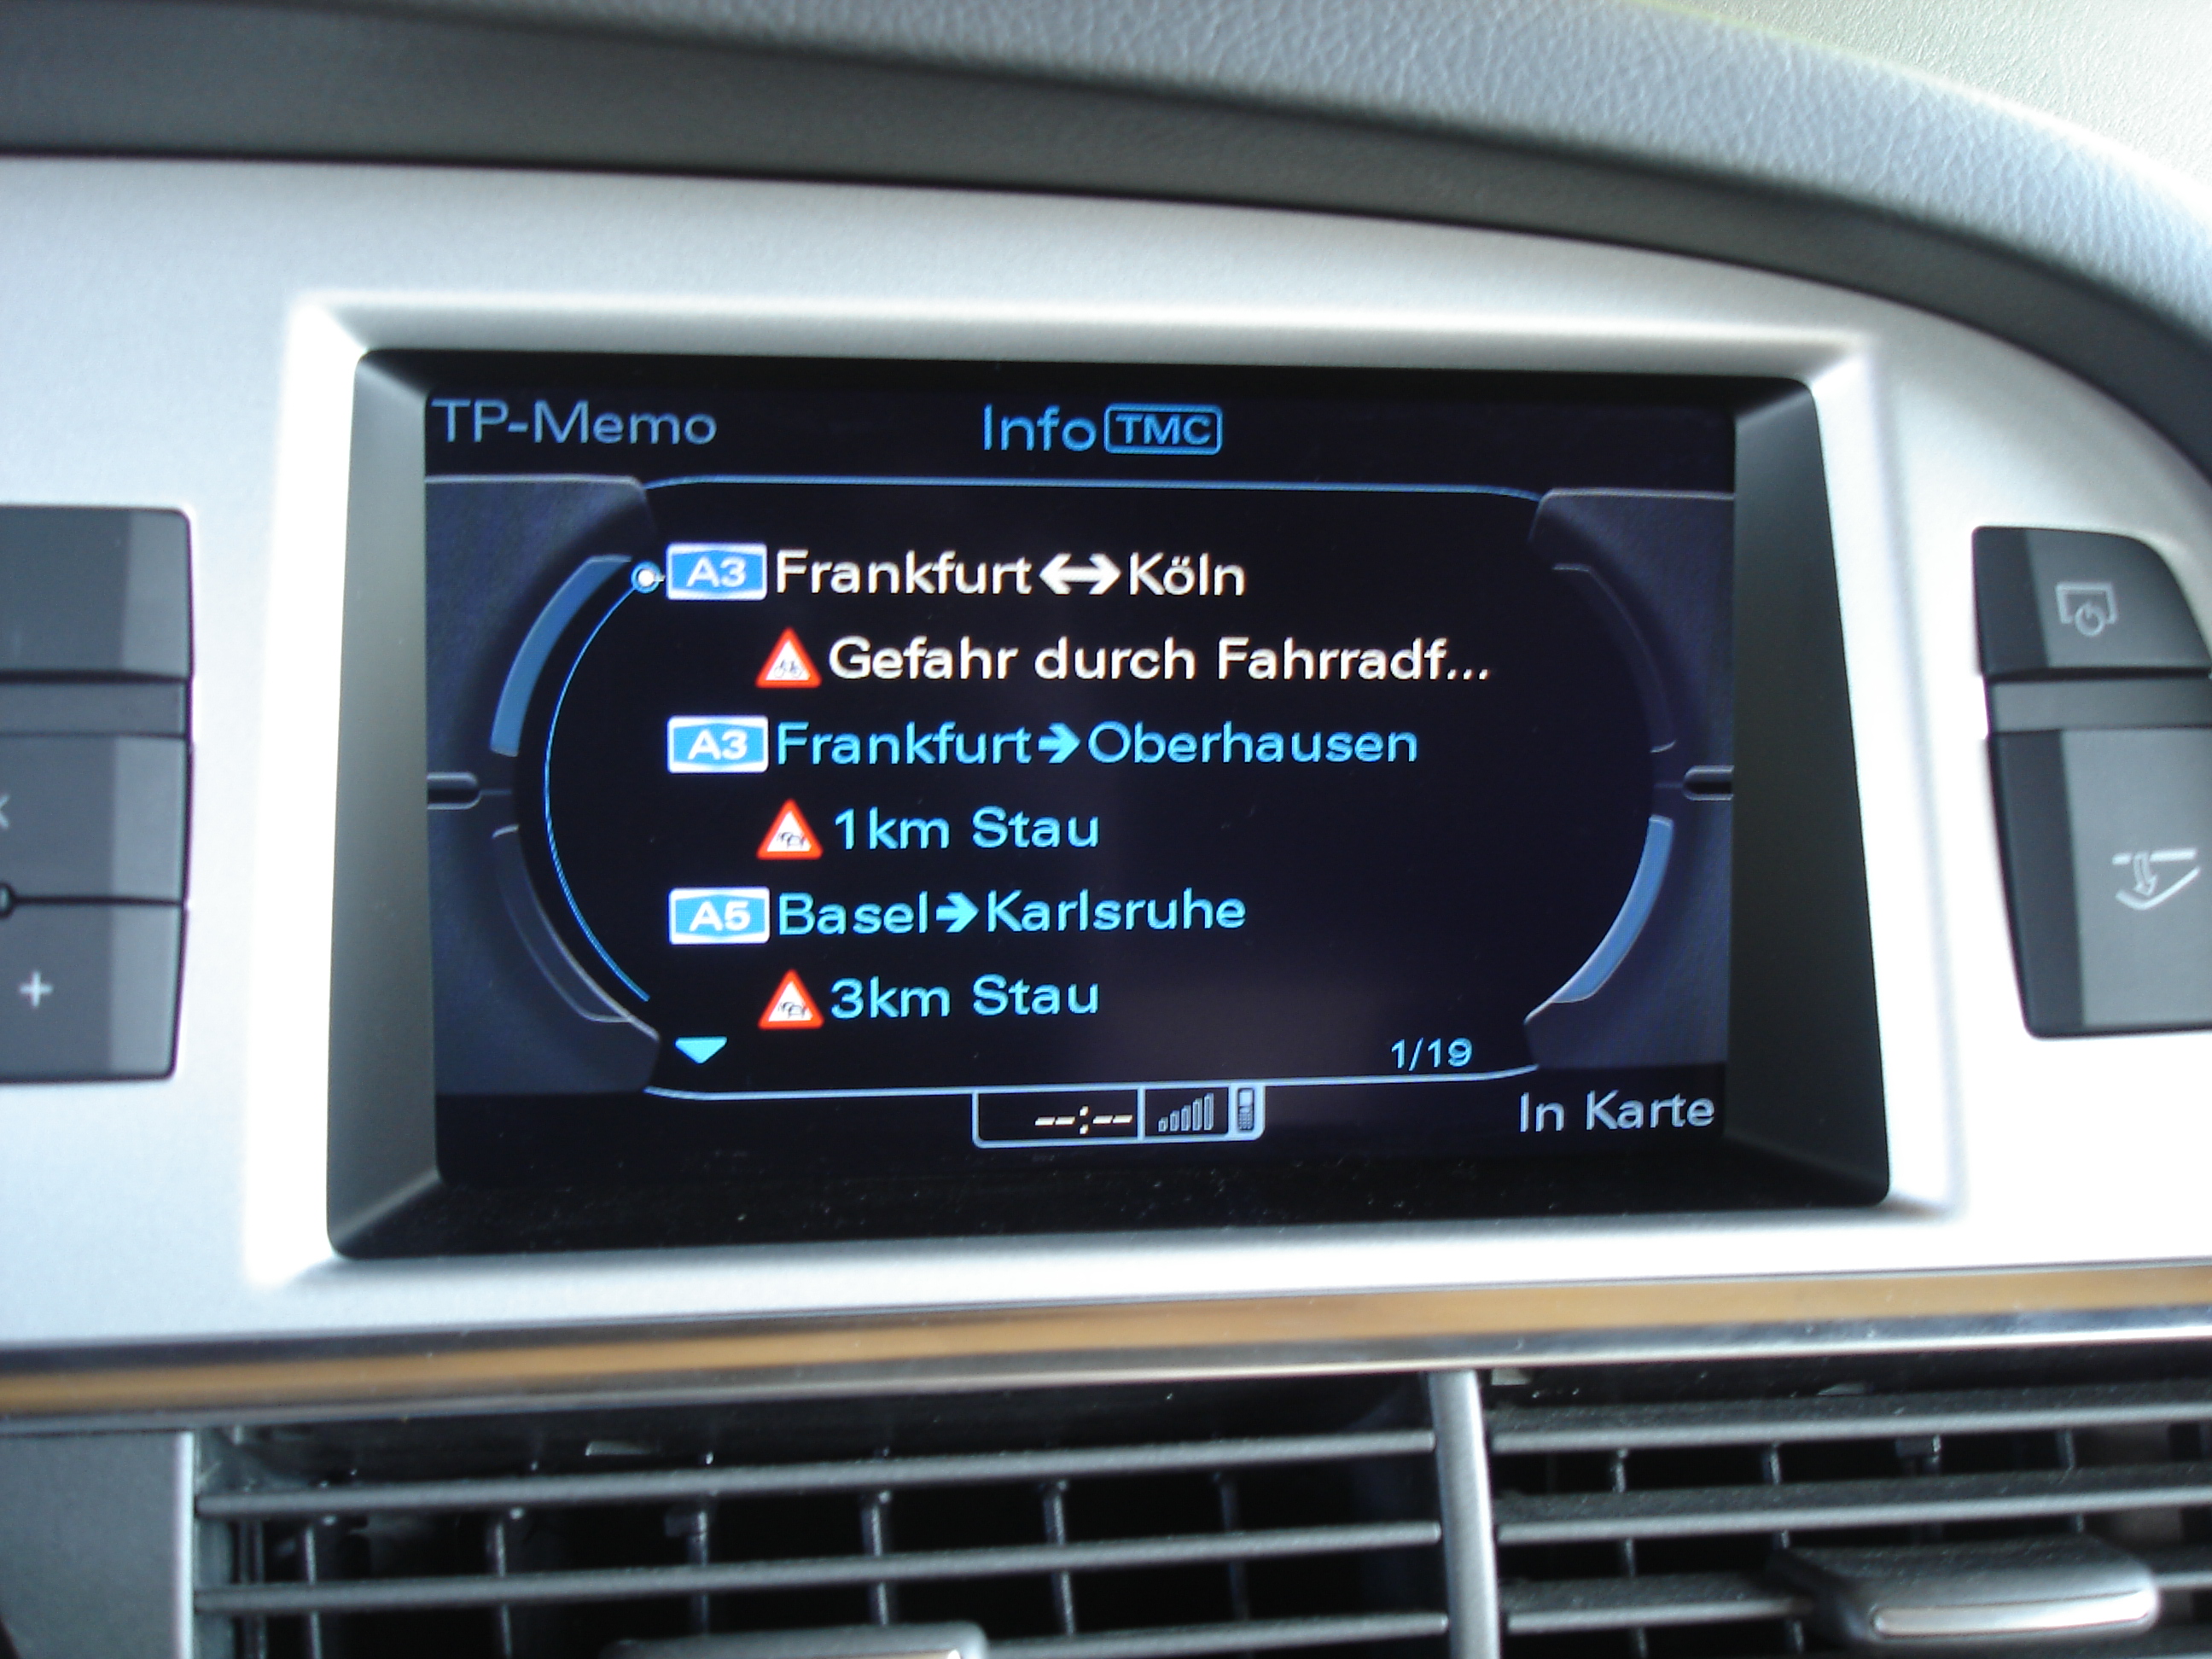 TP-Memo
Info TMC
A3 Frankfurt↔Köln
Gefahr durch Fahrradf...
A3 Frankfurt→Oberhausen
1km Stau
A5 Basel→Karlsruhe
3km Stau
1/19
--:--
In Karte